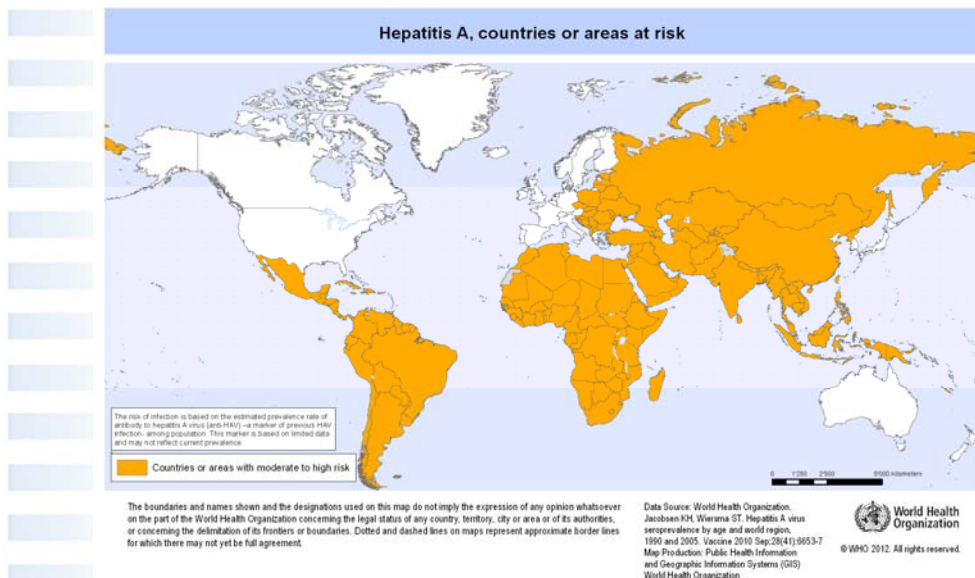 Hepatitis A, countries or areas at risk
The risk of infection is based on the estimated prevalence rate of
antibody to hepatitis A virus (anti-HAV) –a marker of previous HAV
infection- among population. This marker is based on limited data
and may not reflect current prevalence.
Countries or areas with moderate to high risk
0 1'250 2'500 5'000 kilometers
The boundaries and names shown and the designations used on this map do not imply the expression of any opinion whatsoever
on the part of the World Health Organization concerning the legal status of any country, territory, city or area or of its authorities,
or concerning the delimitation of its frontiers or boundaries. Dotted and dashed lines on maps represent approximate border lines
for which there may not yet be full agreement.
Data Source: World Health Organization.
Jacobsen KH, Wiersma ST. Hepatitis A virus
seroprevalence by age and world region,
1990 and 2005. Vaccine 2010 Sep;28(41):6653-7
Map Production: Public Health Information
and Geographic Information Systems (GIS)
World Health Organization
World Health
Organization
© WHO 2012. All rights reserved.